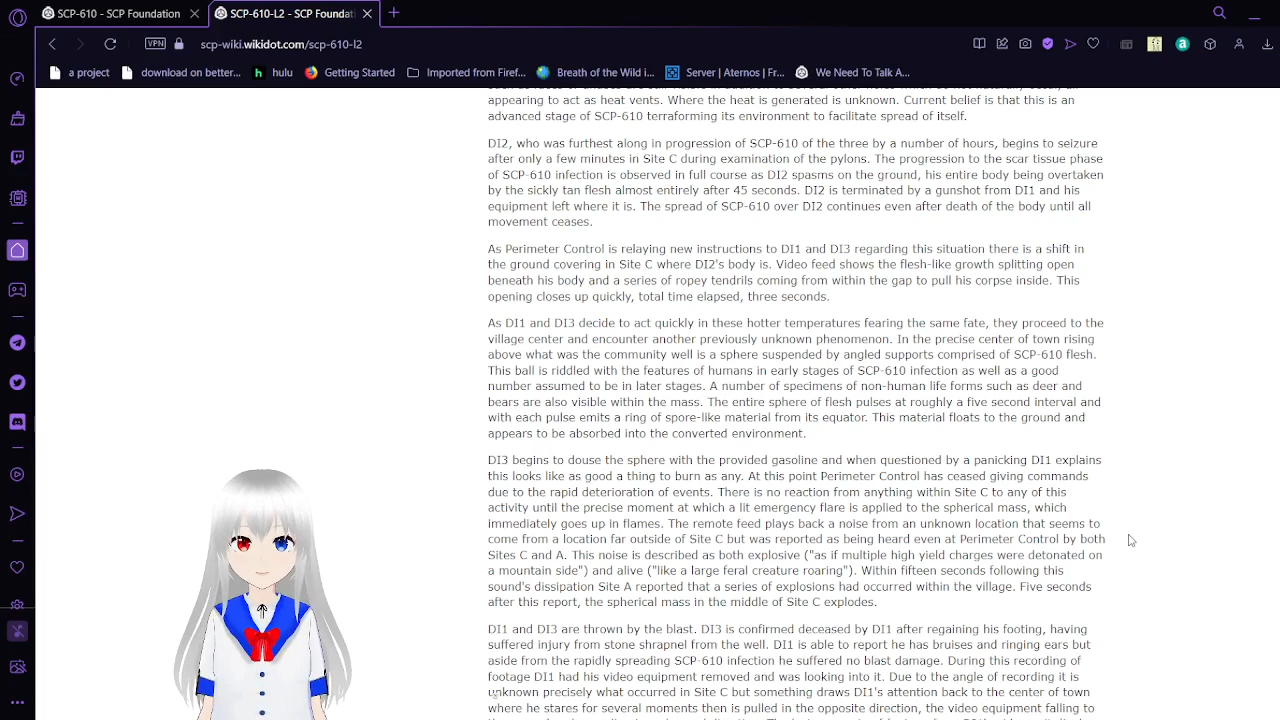 SCP-610 - SCP Foundation
SCP-610-L2 - SCP Foundati
VPN
scp-wiki.wikidot.com/scp-610-l2
a project
download on better...
hulu
Getting Started
Imported from Firef...
Breath of the Wild i...
Server | Aternos | Fr...
We Need To Talk A...
appearing to act as heat vents. Where the heat is generated is unknown. Current belief is that this is an
advanced stage of SCP-610 terraforming its environment to facilitate spread of itself.
DI2, who was furthest along in progression of SCP-610 of the three by a number of hours, begins to seizure
after only a few minutes in Site C during examination of the pylons. The progression to the scar tissue phase
of SCP-610 infection is observed in full course as DI2 spasms on the ground, his entire body being overtaken
by the sickly tan flesh almost entirely after 45 seconds. DI2 is terminated by a gunshot from DI1 and his
equipment left where it is. The spread of SCP-610 over DI2 continues even after death of the body until all
movement ceases.
As Perimeter Control is relaying new instructions to DI1 and DI3 regarding this situation there is a shift in
the ground covering in Site C where DI2's body is. Video feed shows the flesh-like growth splitting open
beneath his body and a series of ropey tendrils coming from within the gap to pull his corpse inside. This
opening closes up quickly, total time elapsed, three seconds.
As DI1 and DI3 decide to act quickly in these hotter temperatures fearing the same fate, they proceed to the
village center and encounter another previously unknown phenomenon. In the precise center of town rising
above what was the community well is a sphere suspended by angled supports comprised of SCP-610 flesh.
This ball is riddled with the features of humans in early stages of SCP-610 infection as well as a good
number assumed to be in later stages. A number of specimens of non-human life forms such as deer and
bears are also visible within the mass. The entire sphere of flesh pulses at roughly a five second interval and
with each pulse emits a ring of spore-like material from its equator. This material floats to the ground and
appears to be absorbed into the converted environment.
DI3 begins to douse the sphere with the provided gasoline and when questioned by a panicking DI1 explains
this looks like as good a thing to burn as any. At this point Perimeter Control has ceased giving commands
due to the rapid deterioration of events. There is no reaction from anything within Site C to any of this
activity until the precise moment at which a lit emergency flare is applied to the spherical mass, which
immediately goes up in flames. The remote feed plays back a noise from an unknown location that seems to
come from a location far outside of Site C but was reported as being heard even at Perimeter Control by both
Sites C and A. This noise is described as both explosive ("as if multiple high yield charges were detonated on
a mountain side") and alive ("like a large feral creature roaring"). Within fifteen seconds following this
sound's dissipation Site A reported that a series of explosions had occurred within the village. Five seconds
after this report, the spherical mass in the middle of Site C explodes.
DI1 and DI3 are thrown by the blast. DI3 is confirmed deceased by DI1 after regaining his footing, having
suffered injury from stone shrapnel from the well. DI1 is able to report he has bruises and ringing ears but
aside from the rapidly spreading SCP-610 infection he suffered no blast damage. During this recording of
footage DI1 had his video equipment removed and was looking into it. Due to the angle of recording it is
unknown precisely what occurred in Site C but something draws DI1's attention back to the center of town
where he stares for several moments then is pulled in the opposite direction, the video equipment falling to